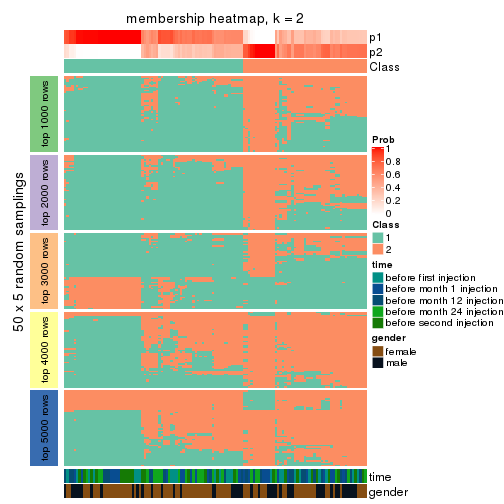 membership heatmap, k = 2
p1
p2
Class
50 x 5 random samplings
top 1000 rows
top 2000 rows
top 3000 rows
top 4000 rows
top 5000 rows
Prob
1
0.8
0.6
0.4
0.2
0
Class
1
2
time
before first injection
before month 1 injection
before month 12 injection
before month 24 injection
before second injection
gender
female
male
time
gender